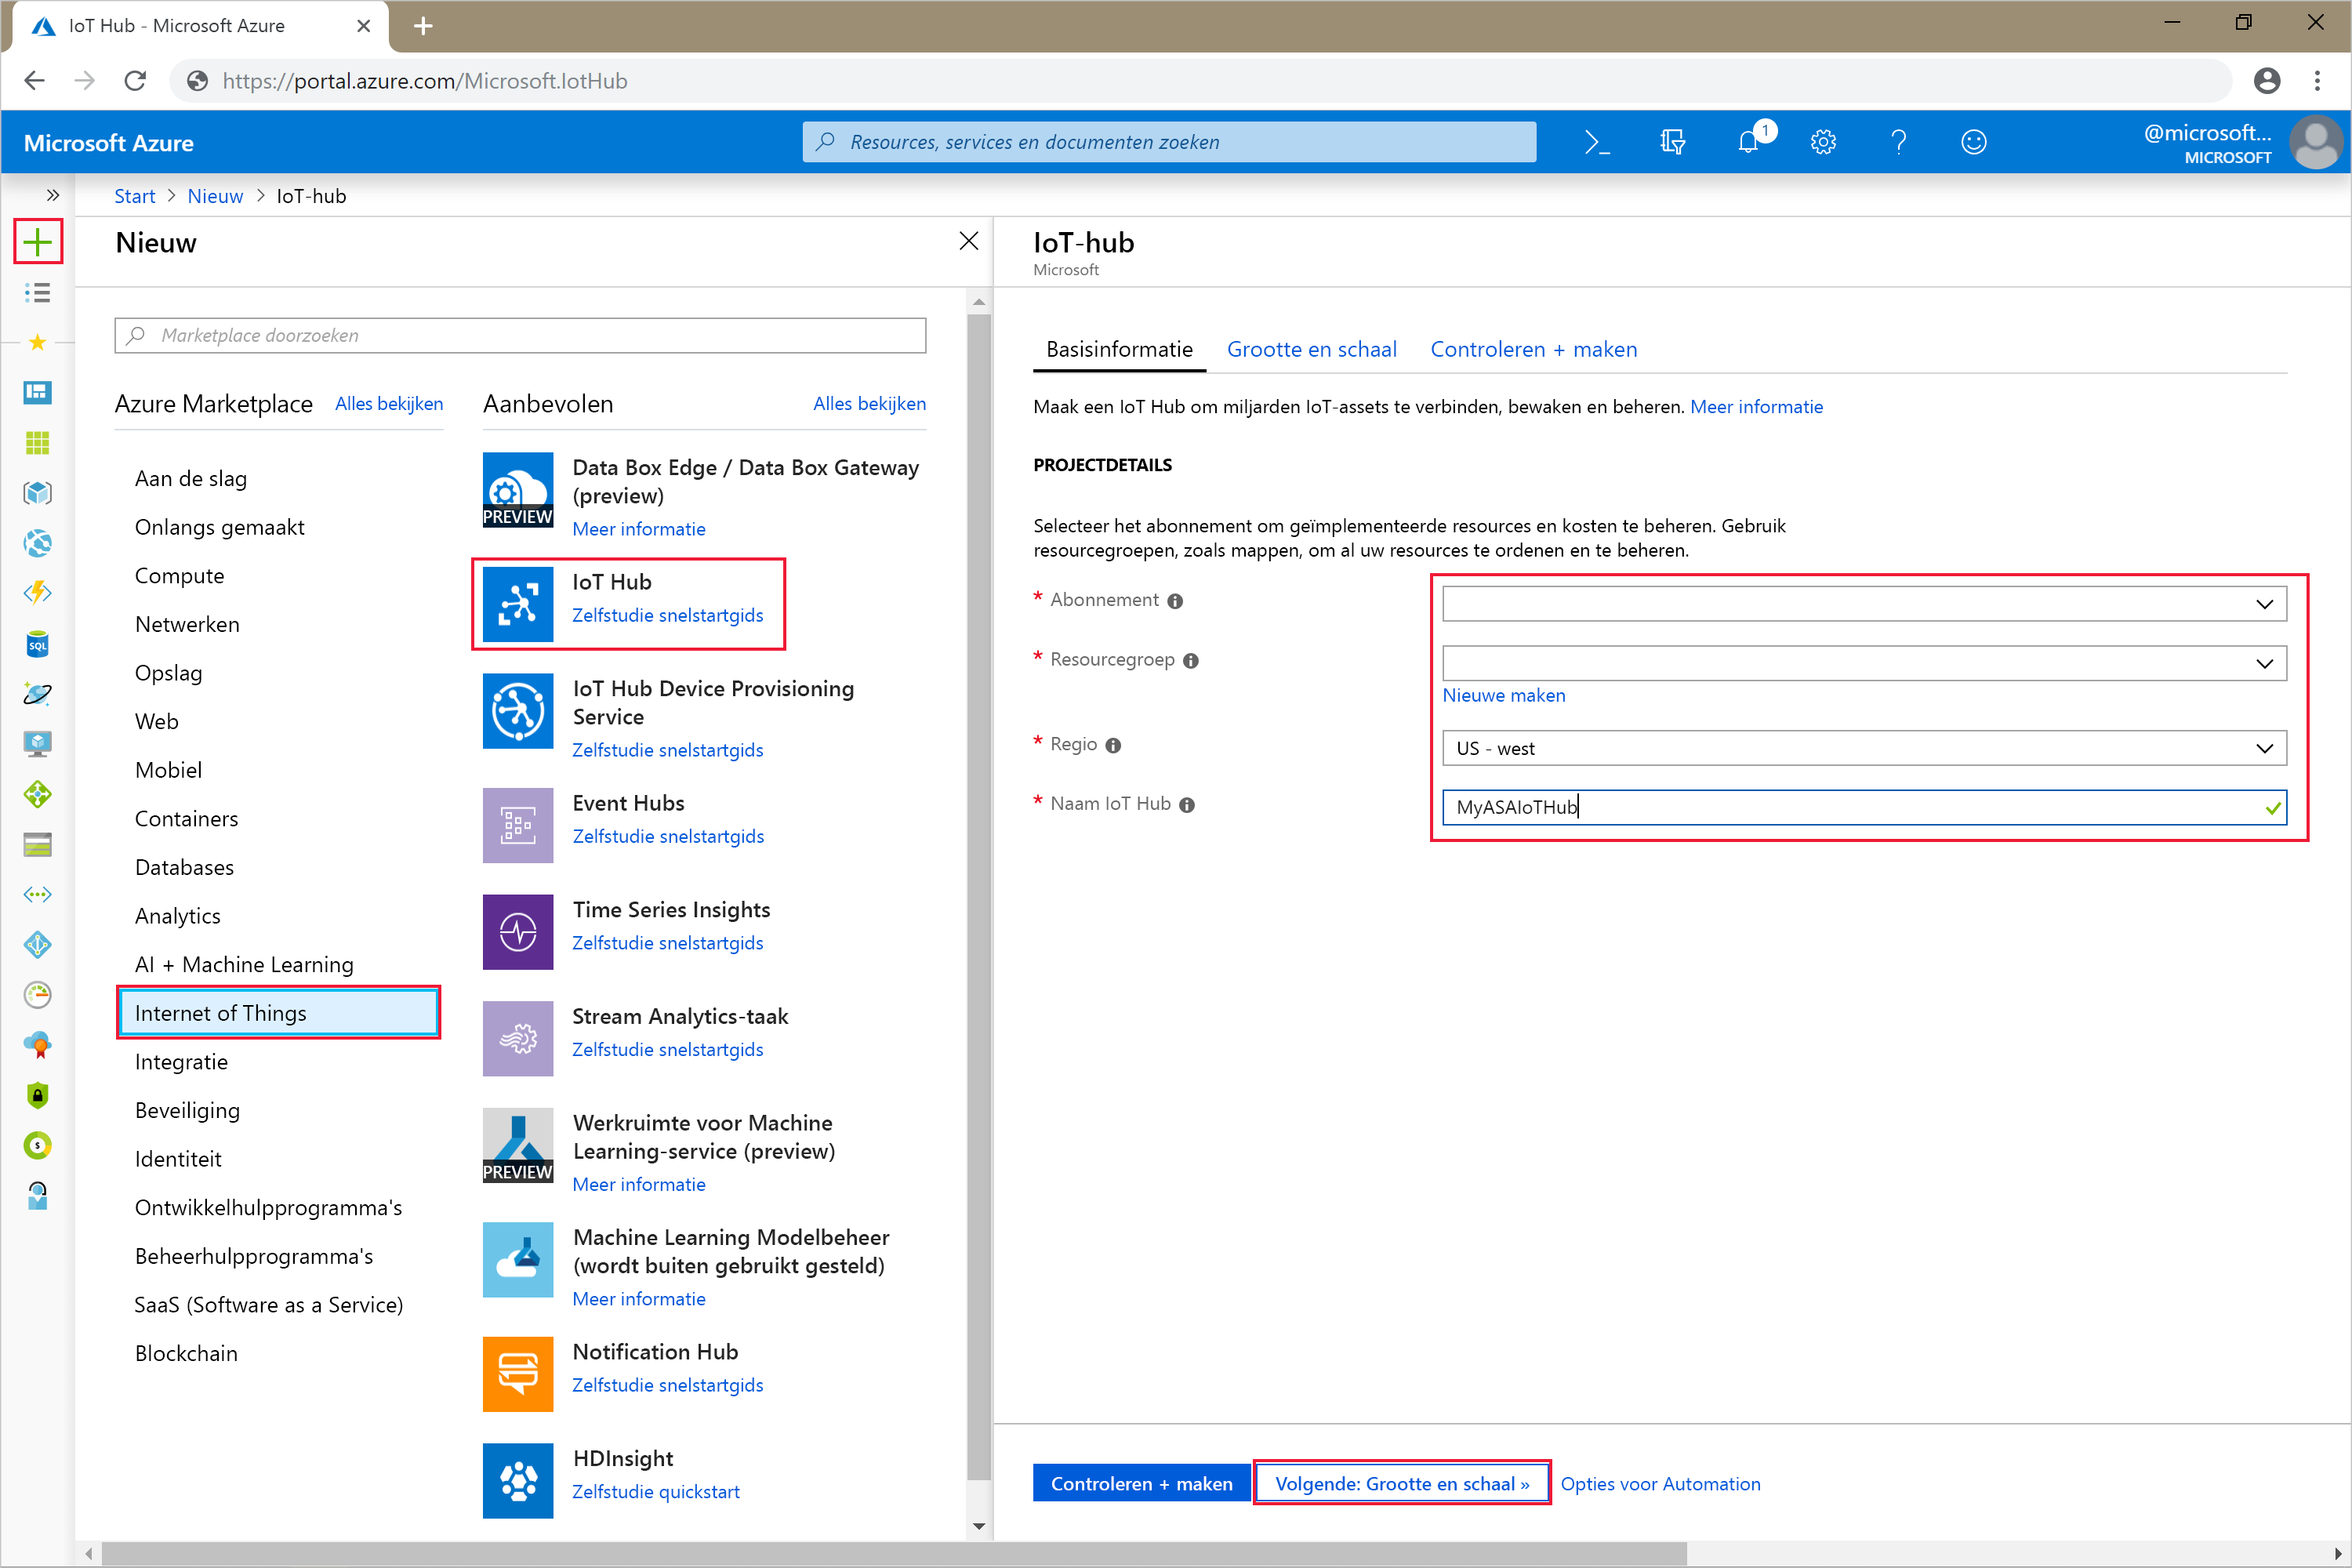 IoT Hub - Microsoft Azure
https://portal.azure.com/Microsoft.IotHub
Microsoft Azure
Resources, services en documenten zoeken
1
@microsoft...
MICROSOFT
Start > Nieuw > IoT-hub
Nieuw
Marketplace doorzoeken
Azure Marketplace Alles bekijken
Aan de slag
Onlangs gemaakt
Compute
Netwerken
Opslag
Web
Mobiel
Containers
Databases
Analytics
AI + Machine Learning
Internet of Things
Integratie
Beveiliging
Identiteit
Ontwikkelhulpprogramma's
Beheerhulpprogramma's
SaaS (Software as a Service)
Blockchain
SQL
Aanbevolen Alles bekijken
PREVIEW
Data Box Edge / Data Box Gateway
(preview)
Meer informatie
IoT Hub
Zelfstudie snelstartgids
IoT Hub Device Provisioning
Service
Zelfstudie snelstartgids
Event Hubs
Zelfstudie snelstartgids
Time Series Insights
Zelfstudie snelstartgids
Stream Analytics-taak
Zelfstudie snelstartgids
PREVIEW
Werkruimte voor Machine
Learning-service (preview)
Meer informatie
Machine Learning Modelbeheer
(wordt buiten gebruikt gesteld)
Meer informatie
Notification Hub
Zelfstudie snelstartgids
HDInsight
Zelfstudie quickstart
IoT-hub
Microsoft
Basisinformatie Grootte en schaal Controleren + maken
Maak een IoT Hub om miljarden IoT-assets te verbinden, bewaken en beheren. Meer informatie
PROJECTDETAILS
Selecteer het abonnement om geïmplementeerde resources en kosten te beheren. Gebruik
resourcegroepen, zoals mappen, om al uw resources te ordenen en te beheren.
* Abonnement
* Resourcegroep
Nieuwe maken
* Regio US - west
* Naam IoT Hub MyASAIoTHub
Controleren + maken Volgende: Grootte en schaal » Opties voor Automation